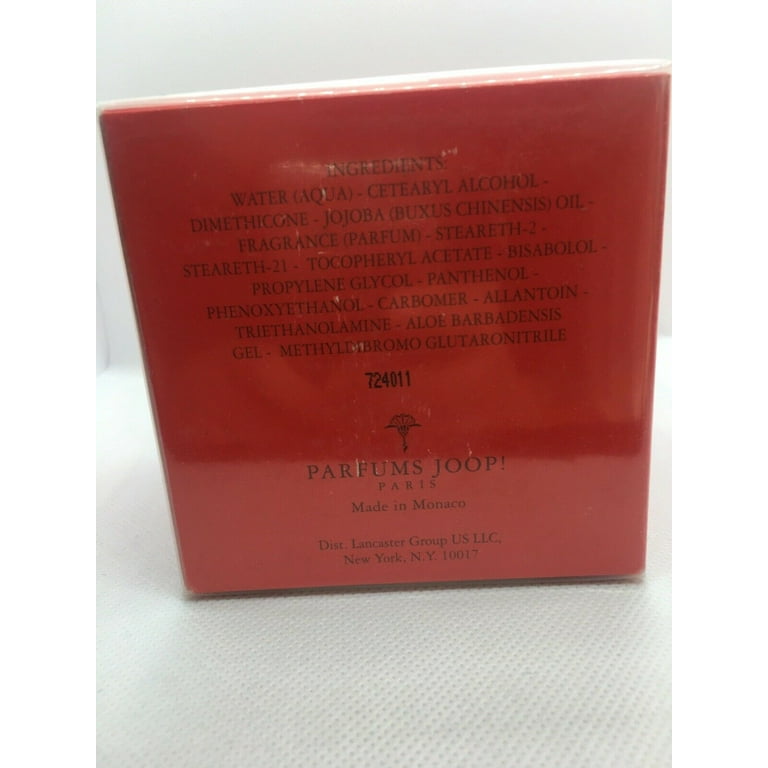 INGREDIENTS:
WATER (AQUA) - CETEARYL ALCOHOL -
DIMETHICONE - JOJOBA (BUXUS CHINENSIS) OIL -
FRAGRANCE (PARFUM) - STEARETH-2 -
STEARETH-21 - TOCOPHERYL ACETATE - BISABOLOL -
PROPYLENE GLYCOL - PANTHENOL -
PHENOXYETHANOL - CARBOMER - ALLANTOIN -
TRIETHANOLAMINE - ALOE BARBADENSIS
GEL - METHYLDIBROMO GLUTARONITRILE
724011
PARFUMS JOOP!
PARIS
Made in Monaco
Dist. Lancaster Group US LLC,
New York, N.Y. 10017